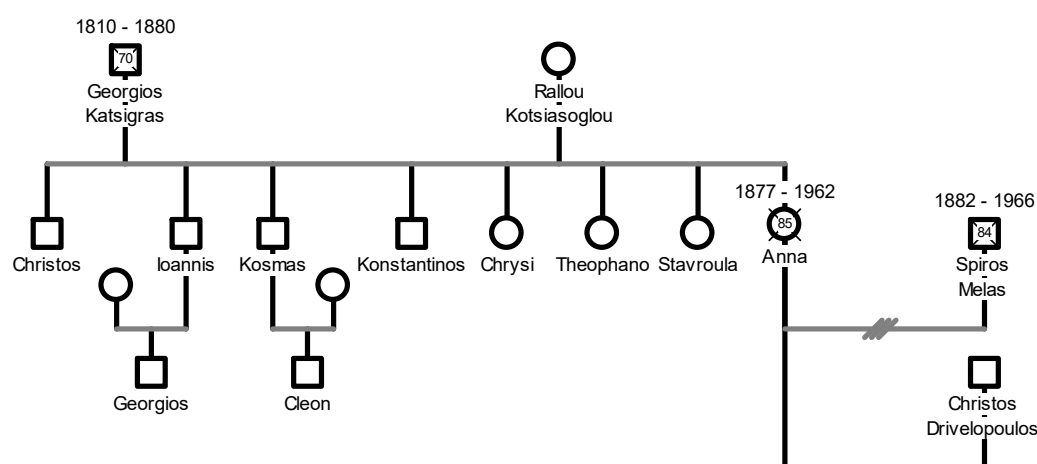 1810 - 1880
70
Georgios
Katsigras
Rallou
Kotsiasoglou
1877 - 1962
85
Anna
1882 - 1966
84
Spiros
Melas
Christos
Ioannis
Kosmas
Konstantinos
Chrysi
Theophano
Stavroula
Georgios
Cleon
Christos
Drivelopoulos